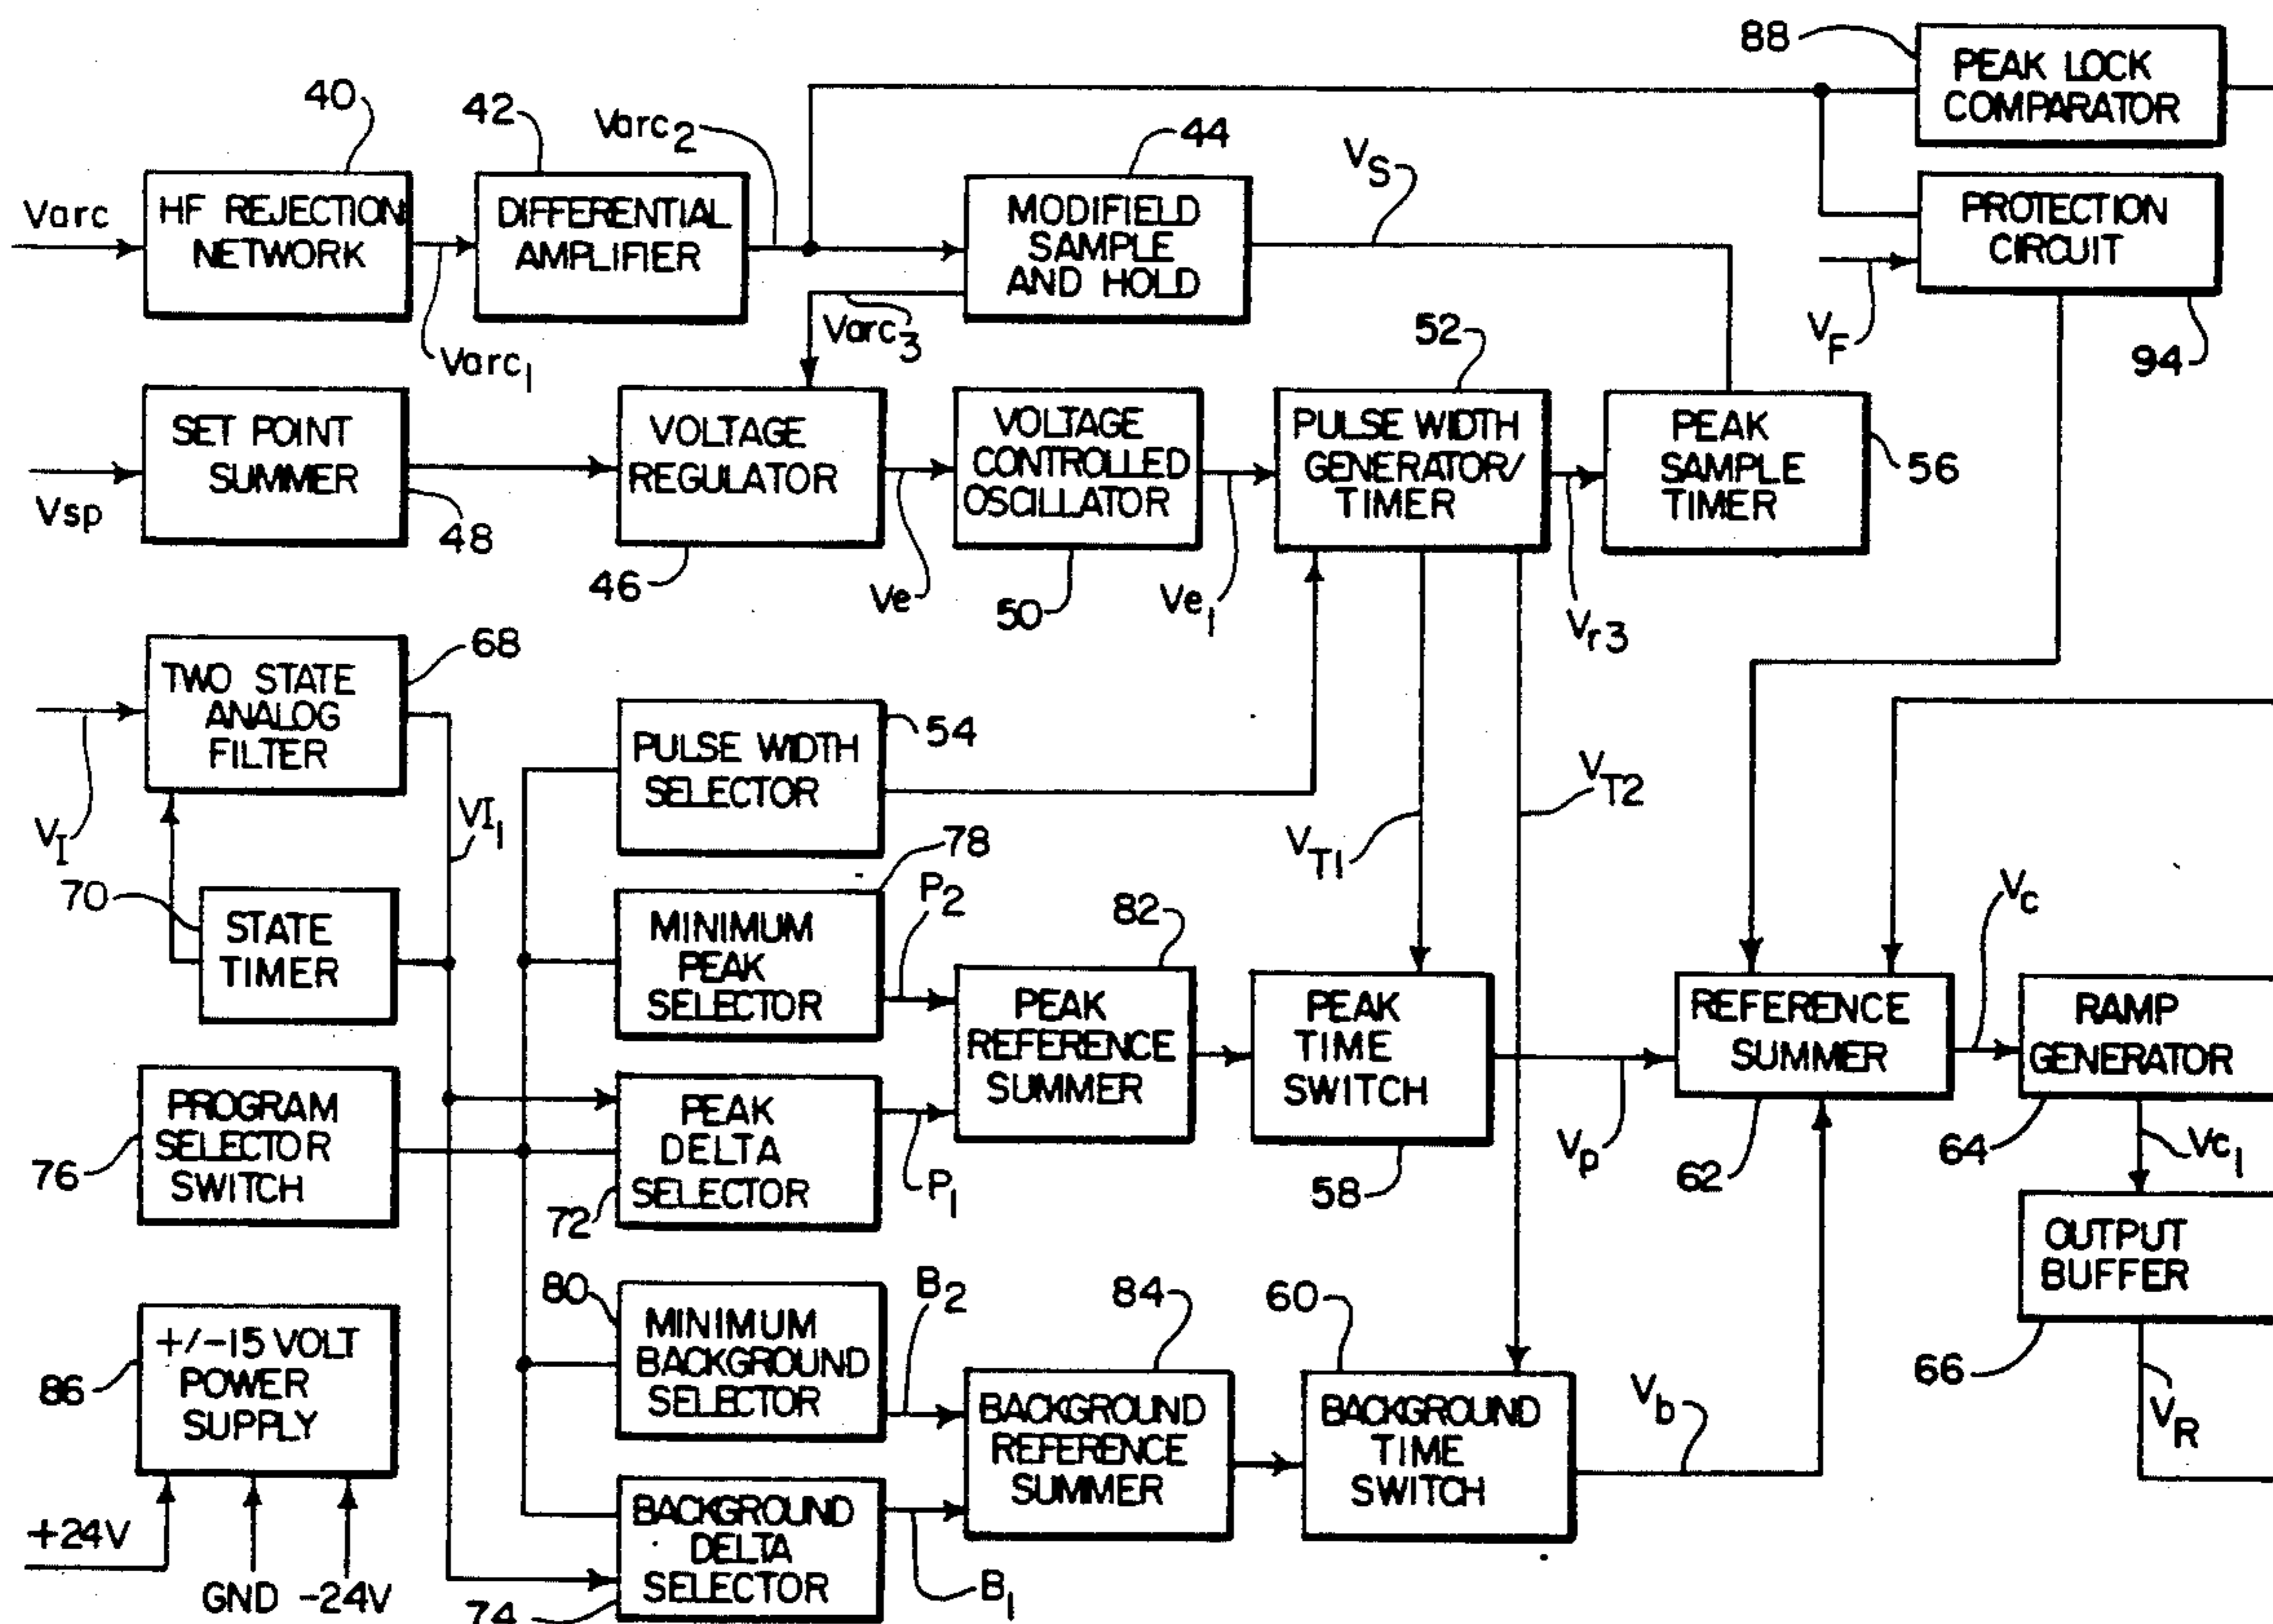 88
PEAK LOCK
COMPARATOR
40
42
Varc2
44
VS
Varc
HF REJECTION
NETWORK
DIFFERENTIAL
AMPLIFIER
MODIFIELD
SAMPLE
AND HOLD
PROTECTION
CIRCUIT
Varc1
Varc3
VF
94
52
SET POINT
SUMMER
VOLTAGE
REGULATOR
VOLTAGE
CONTROLLED
OSCILLATOR
PULSE WIDTH
GENERATOR/
TIMER
PEAK
SAMPLE
TIMER
56
Vsp
48
46
Ve
50
Ve1
Vr3
68
TWO STATE
ANALOG
FILTER
VI
VI1
PULSE WIDTH
SELECTOR
54
VT1
VT2
70
STATE
TIMER
78
MINIMUM
PEAK
SELECTOR
P2
82
PEAK
REFERENCE
SUMMER
PEAK
TIME
SWITCH
58
REFERENCE
SUMMER
62
Vc
RAMP
GENERATOR
64
Vc1
Vp
PROGRAM
SELECTOR
SWITCH
76
PEAK
DELTA
SELECTOR
72
P1
OUTPUT
BUFFER
66
VR
+/-15 VOLT
POWER
SUPPLY
86
+24V
GND
-24V
80
MINIMUM
BACKGROUND
SELECTOR
B2
84
BACKGROUND
REFERENCE
SUMMER
60
BACKGROUND
TIME
SWITCH
Vb
BACKGROUND
DELTA
SELECTOR
74
B1